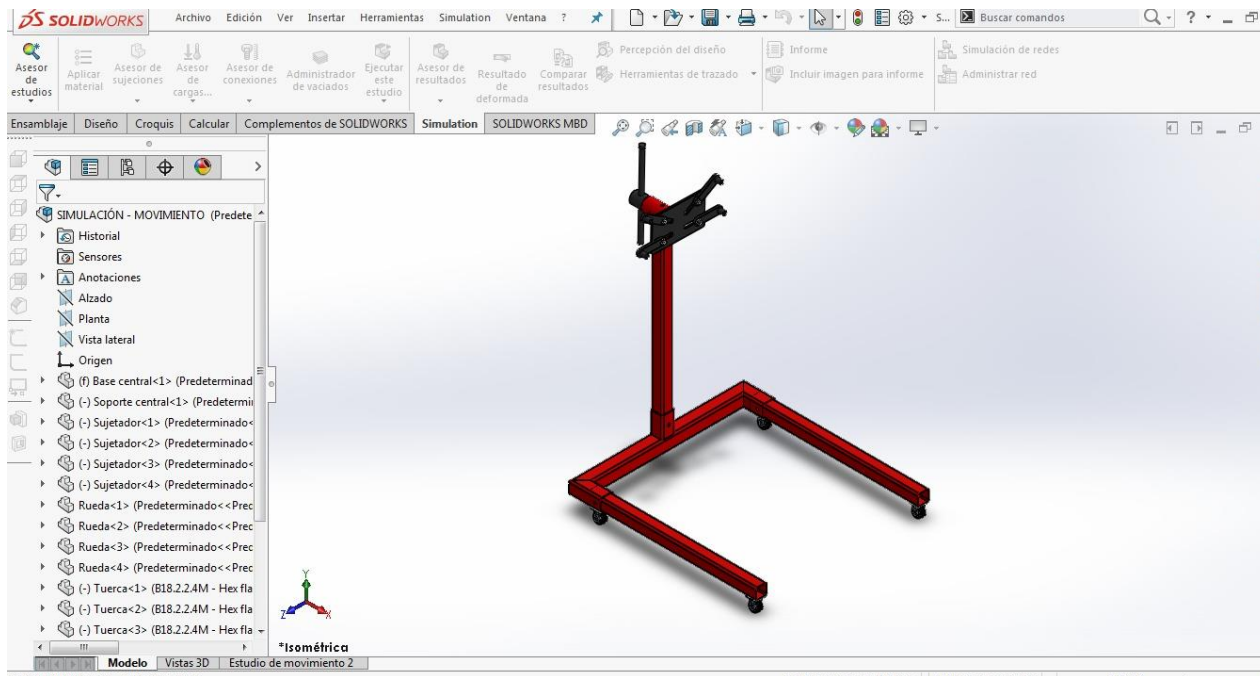 DS SOLIDWORKS Archivo Edición Ver Insertar Herramientas Simulation Ventana ? S... Buscar comandos ?
Asesor de estudios
Aplicar material
Asesor de sujeciones
Asesor de cargas...
Asesor de conexiones
Administrador de vaciados
Ejecutar este estudio
Asesor de resultados
Resultado de deformada
Comparar resultados
Percepción del diseño
Herramientas de trazado
Informe
Incluir imagen para informe
Simulación de redes
Administrar red
Ensamblaje Diseño Croquis Calcular Complementos de SOLIDWORKS Simulation SOLIDWORKS MBD
SIMULACIÓN - MOVIMIENTO (Predete
Historial
Sensores
A Anotaciones
Alzado
Planta
Vista lateral
Origen
(f) Base central<1> (Predeterminad
(-) Soporte central<1> (Predetermin
(-) Sujetador<1> (Predeterminado<
(-) Sujetador<2> (Predeterminado<
(-) Sujetador<3> (Predeterminado<
(-) Sujetador<4> (Predeterminado<
Rueda<1> (Predeterminado<<Pred
Rueda<2> (Predeterminado<<Pred
Rueda<3> (Predeterminado<<Pred
Rueda<4> (Predeterminado<<Pred
(-) Tuerca<1> (B18.2.2.4M - Hex fla
(-) Tuerca<2> (B18.2.2.4M - Hex fla
(-) Tuerca<3> (B18.2.2.4M - Hex fla
Y
Z X
*Isométrica
Modelo Vistas 3D Estudio de movimiento 2